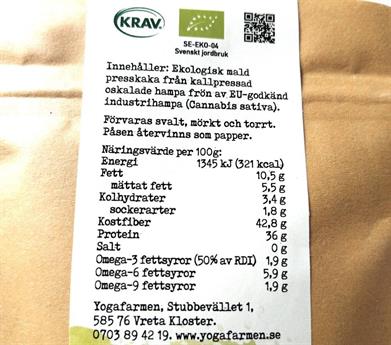 KRAV
SE-EKO-04
Svenskt jordbruk
Innehåller: Ekologisk mald
presskaka från kallpressad
oskalade hampa frön av EU-godkänd
industrihampa (Cannabis sativa).
Förvaras svalt, mörkt och torrt.
Påsen återvinns som papper.
Näringsvärde per 100g:
Energi 1345 kJ (321 kcal)
Fett 10,5 g
mättat fett 5,5 g
Kolhydrater 3,4 g
sockerarter 1,8 g
Kostfiber 42,8 g
Protein 36 g
Salt 0 g
Omega-3 fettsyror (50% av RDI) 1,9 g
Omega-6 fettsyror 5,9 g
Omega-9 fettsyror 1,9 g
Yogafarmen, Stubbevället 1,
585 76 Vreta Kloster.
0703 89 42 19. www.yogafarmen.se